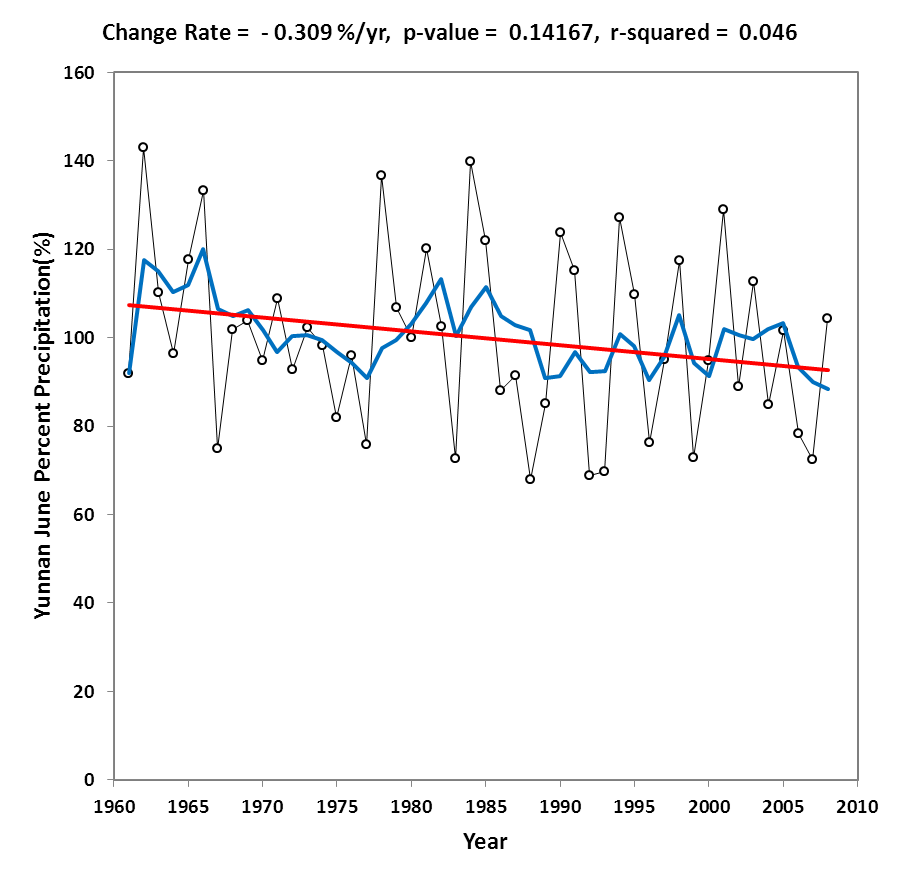 Change Rate = - 0.309 %/yr, p-value = 0.14167, r-squared = 0.046
160
140
120
100
80
60
40
20
0
Yunnan June Percent Precipitation(%)
1960 1965 1970 1975 1980 1985 1990 1995 2000 2005 2010
Year